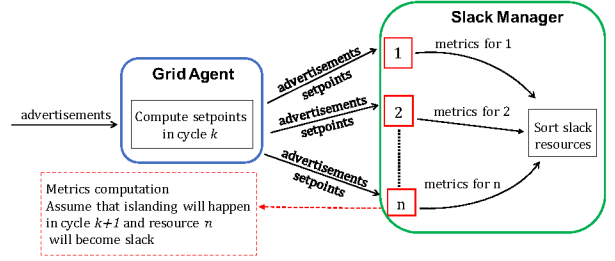 Slack Manager
Grid Agent
advertisements
Compute setpoints
in cycle k
advertisements
setpoints
advertisements
setpoints
advertisements
setpoints
1
2
n
metrics for 1
metrics for 2
metrics for n
Sort slack
resources
Metrics computation
Assume that islanding will happen
in cycle k+1 and resource n
will become slack